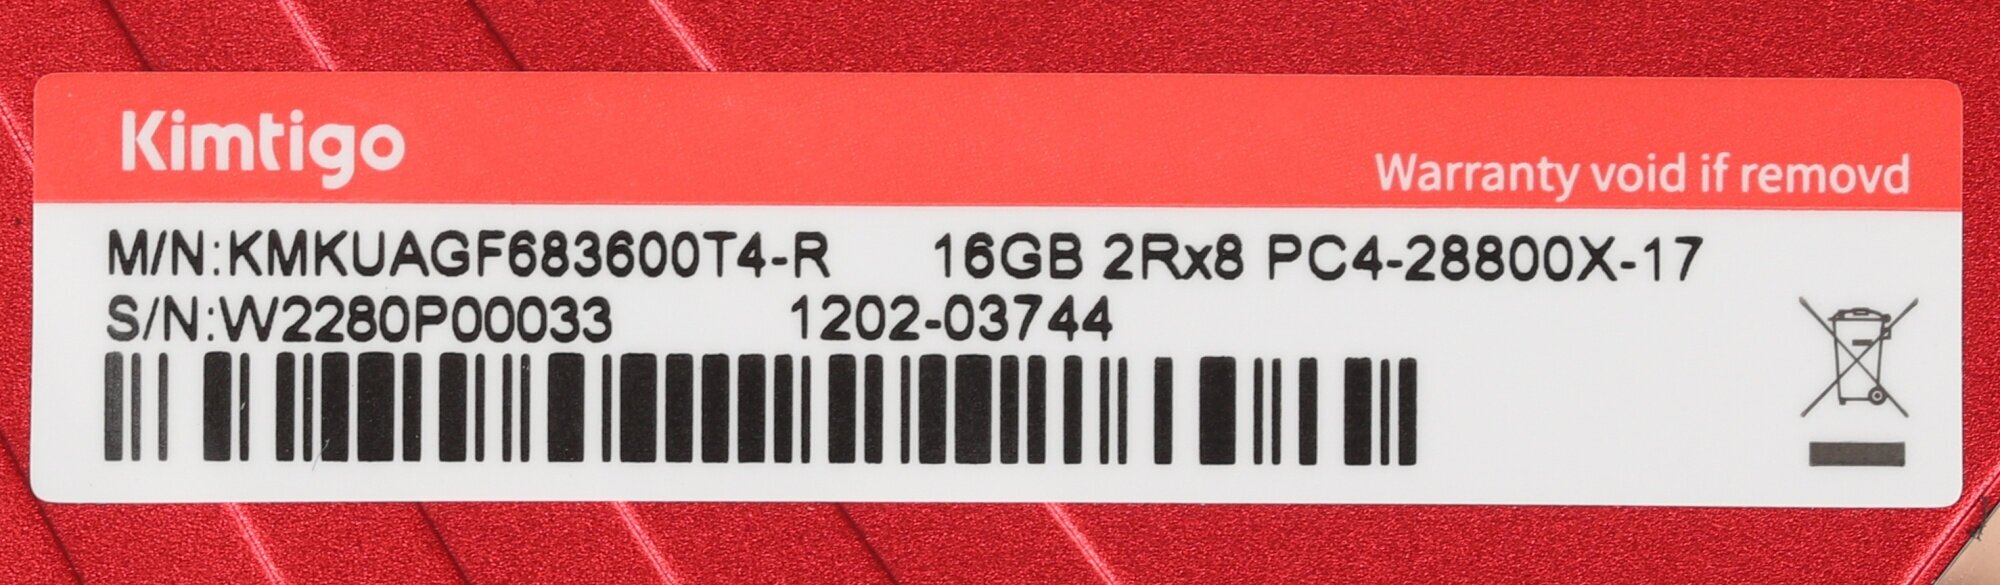 Kimtigo
Warranty void if removd
M/N:KMKUAGF683600T4-R 16GB 2Rx8 PC4-28800X-17
S/N:W2280P00033 1202-03744